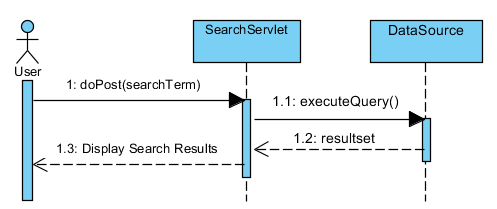 SearchServlet
DataSource
User
1: doPost(searchTerm)
1.1: executeQuery()
1.2: resultset
1.3: Display Search Results